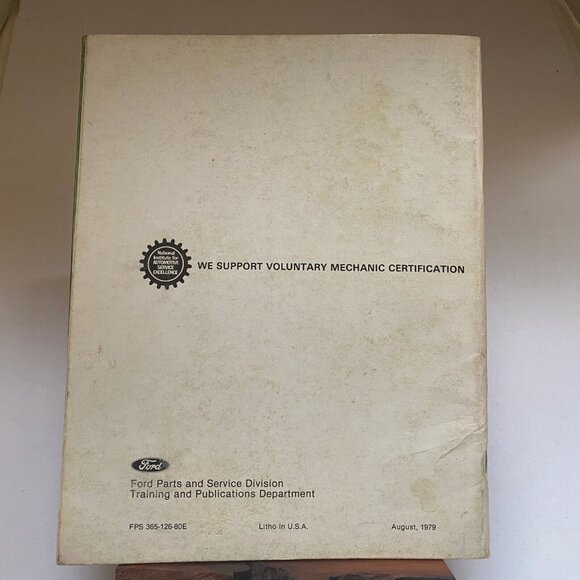 National
Institute for
AUTOMOTIVE
SERVICE
EXCELLENCE
WE SUPPORT VOLUNTARY MECHANIC CERTIFICATION
Ford
Ford Parts and Service Division
Training and Publications Department
FPS 365-126-80E Litho in U.S.A. August, 1979